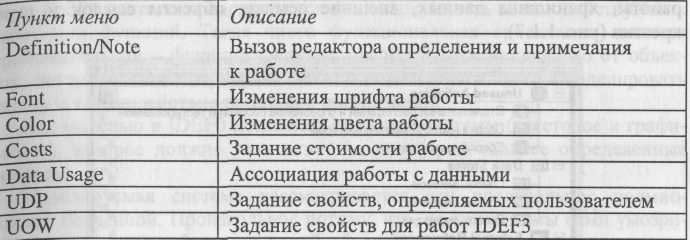 Пункт меню Описание
Definition/Note Вызов редактора определения и примечания
к работе
Font Изменения шрифта работы
Color Изменения цвета работы
Costs Задание стоимости работе
Data Usage Ассоциация работы с данными
UDP Задание свойств, определяемых пользователем
UOW Задание свойств для работ IDEF3